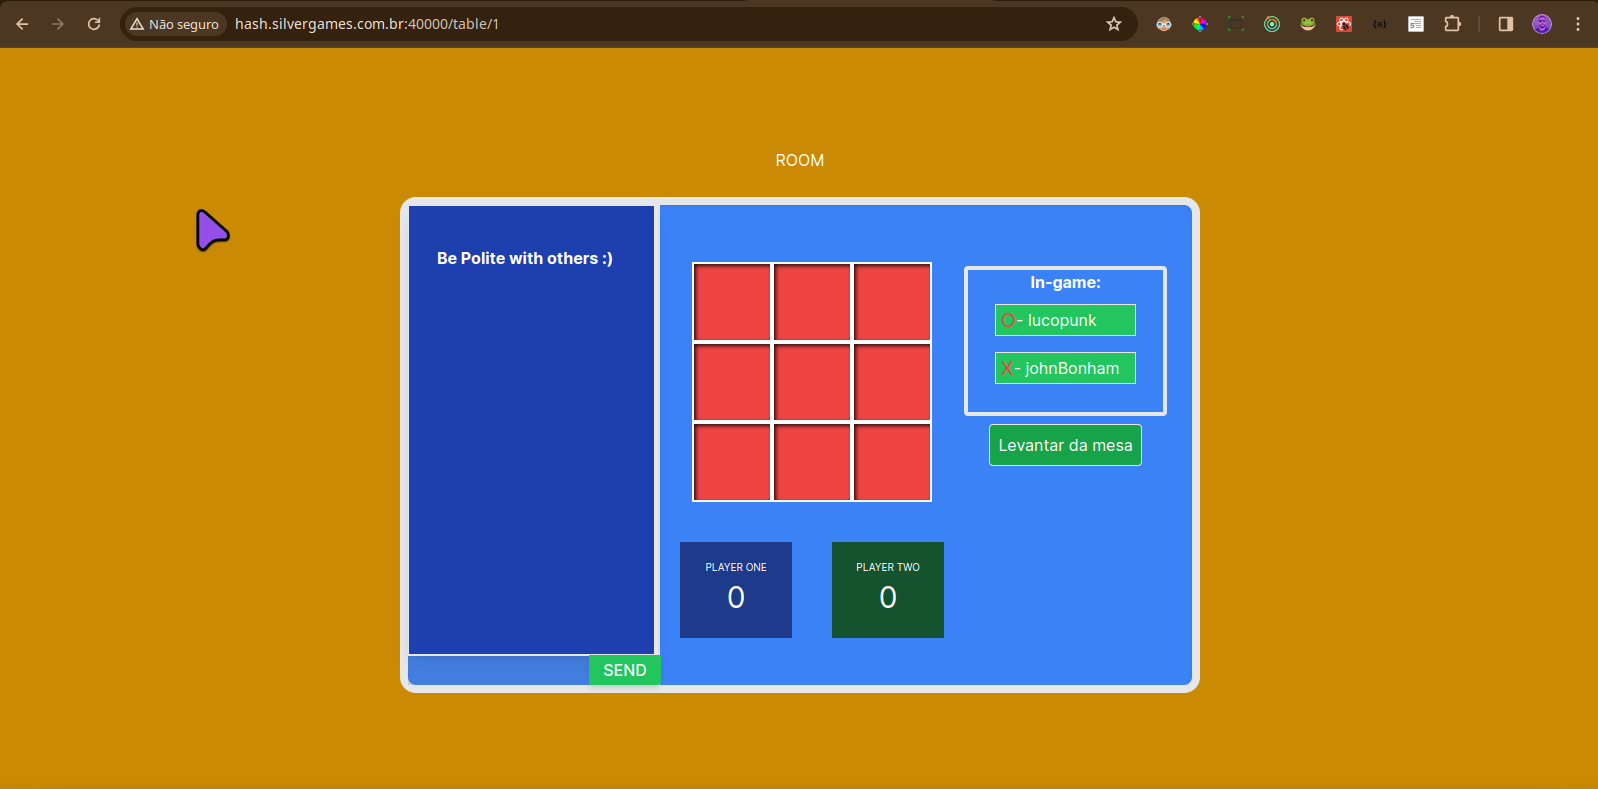 Não seguro
hash.silvergames.com.br:40000/table/1
ROOM
Be Polite with others :)
SEND
In-game:
O- lucopunk
X- johnBonham
Levantar da mesa
PLAYER ONE
0
PLAYER TWO
0